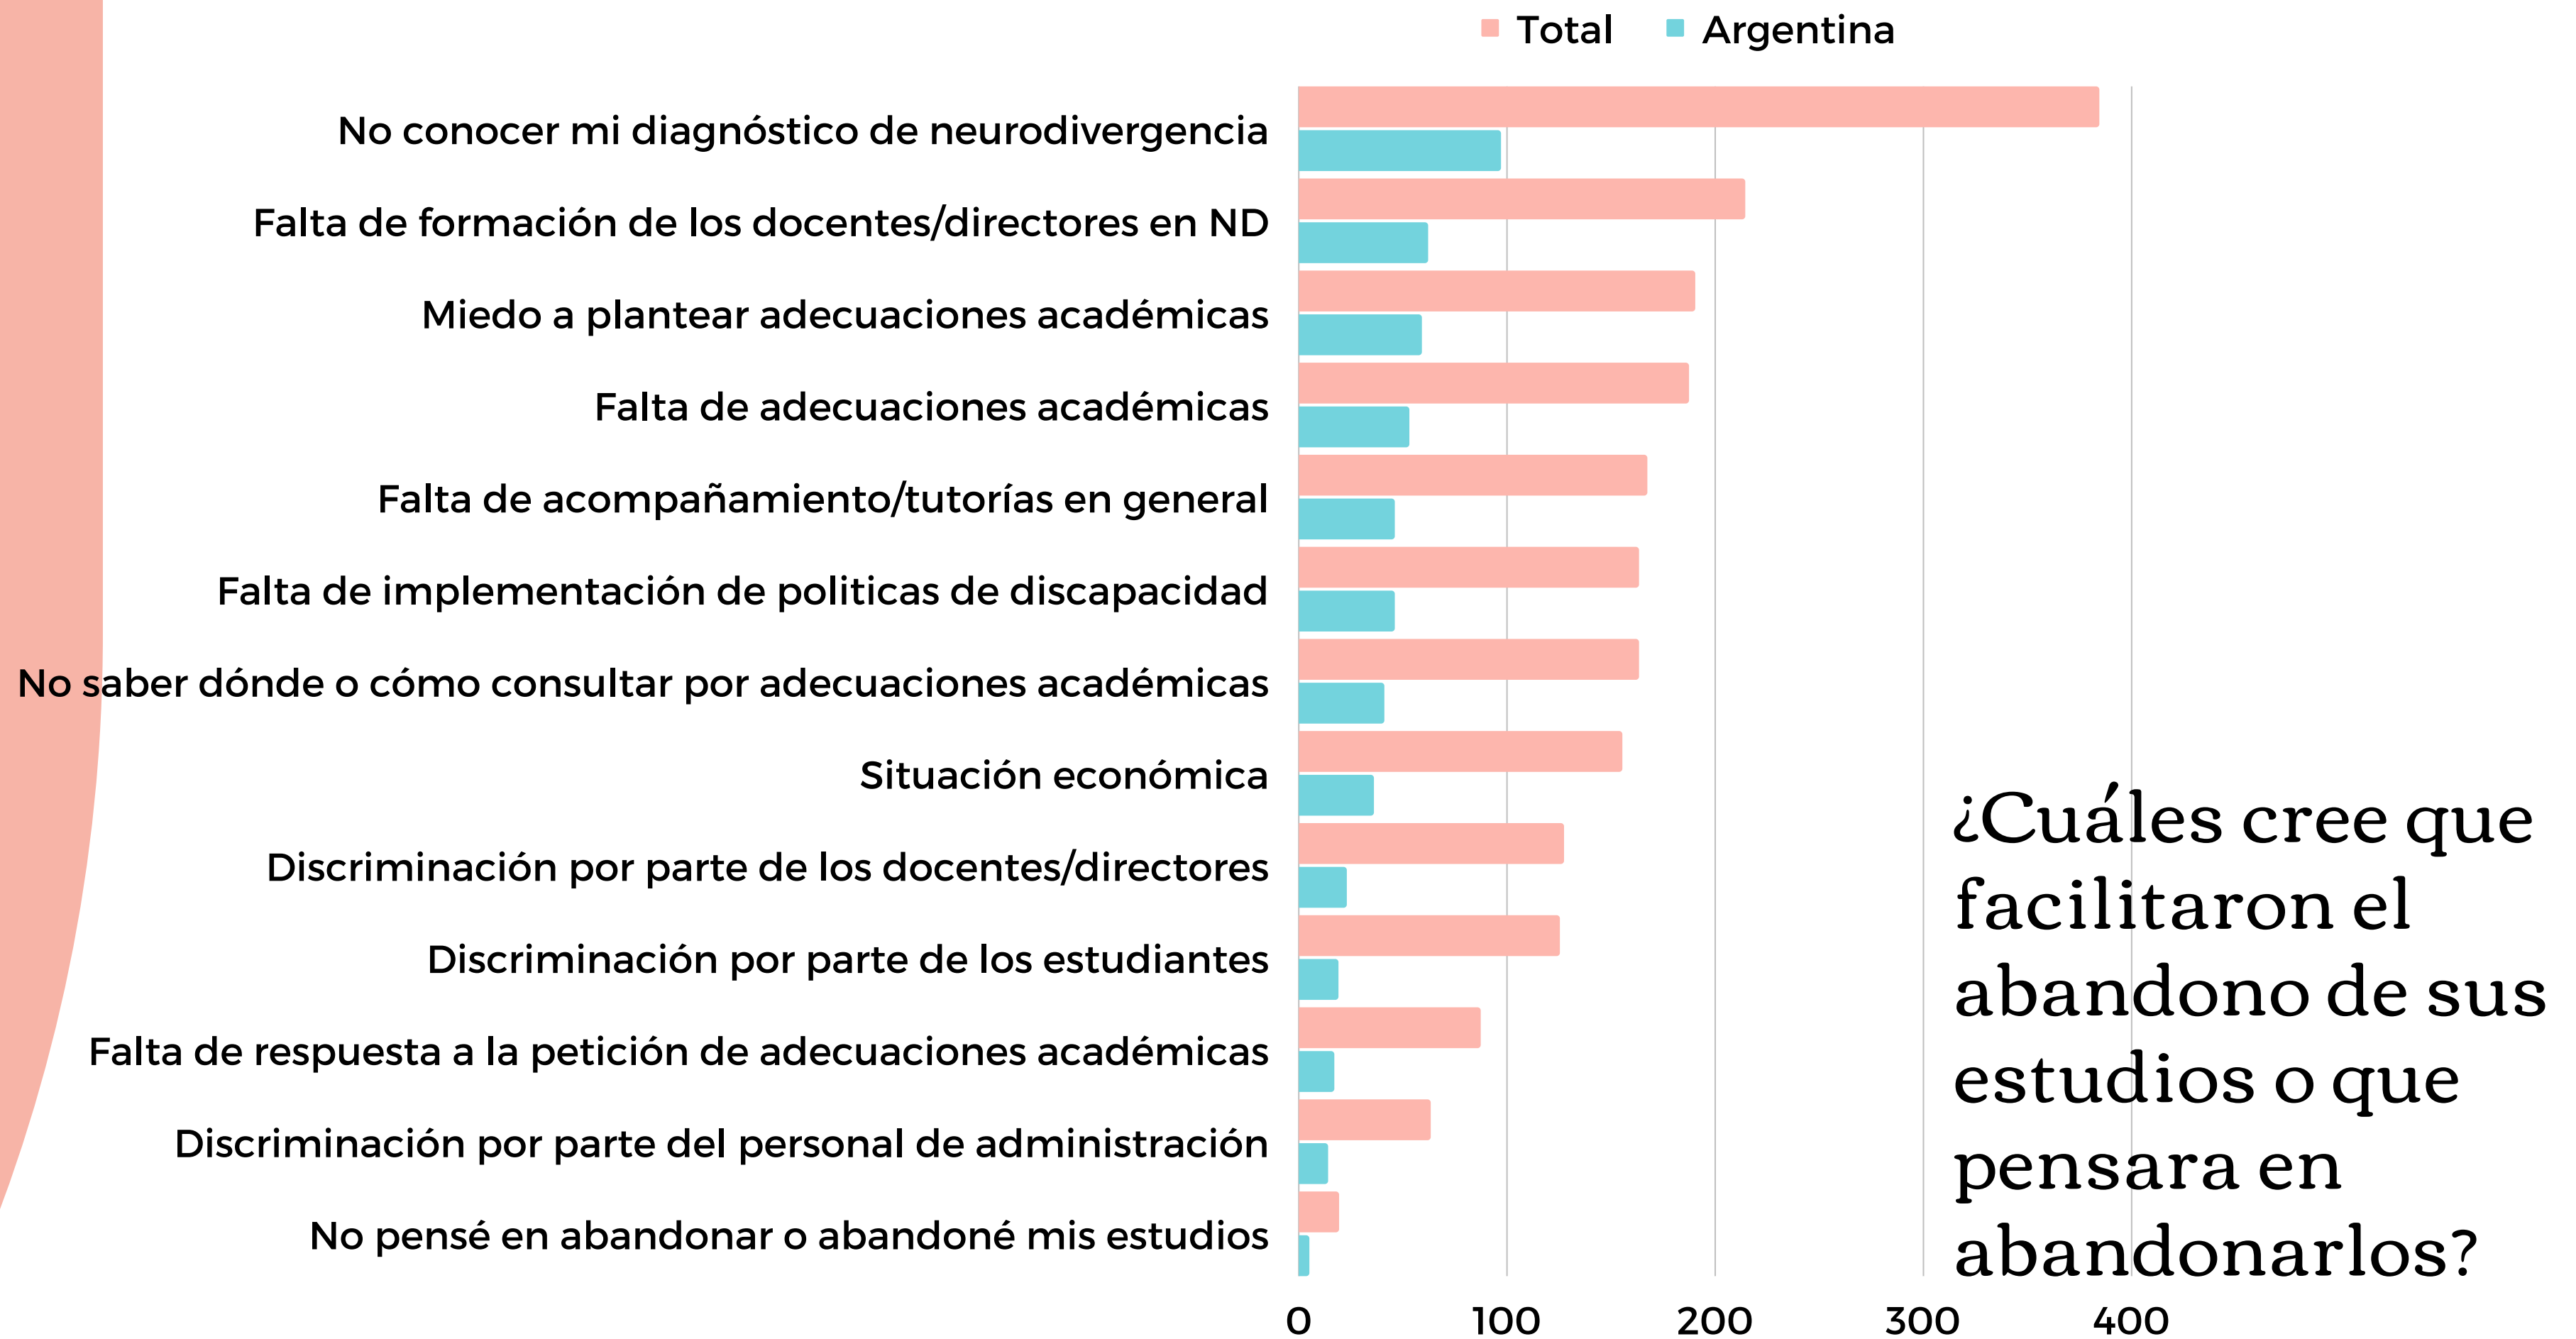 Total Argentina
No conocer mi diagnóstico de neurodivergencia
Falta de formación de los docentes/directores en ND
Miedo a plantear adecuaciones académicas
Falta de adecuaciones académicas
Falta de acompañamiento/tutorías en general
Falta de implementación de politicas de discapacidad
No saber dónde o cómo consultar por adecuaciones académicas
Situación económica
Discriminación por parte de los docentes/directores
Discriminación por parte de los estudiantes
Falta de respuesta a la petición de adecuaciones académicas
Discriminación por parte del personal de administración
No pensé en abandonar o abandoné mis estudios
0 100 200 300 400
¿Cuáles cree que
facilitaron el
abandono de sus
estudios o que
pensara en
abandonarlos?